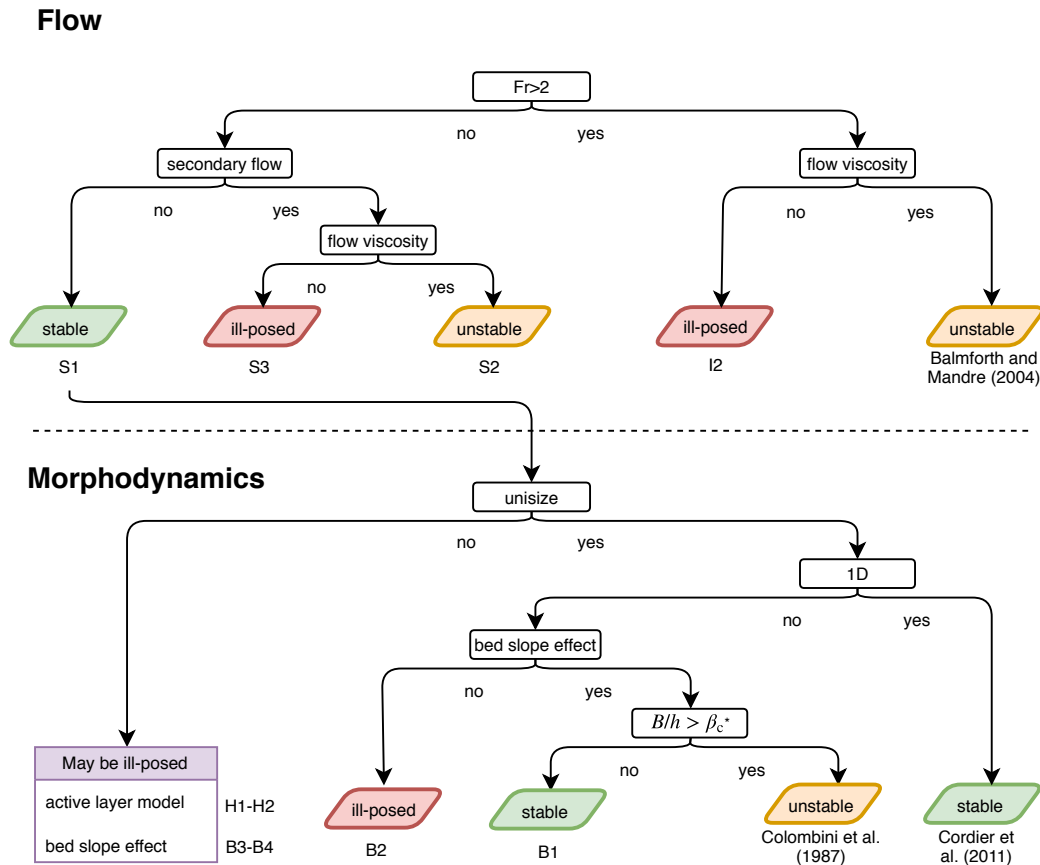 Flow
Fr>2
no
yes
secondary flow
flow viscosity
no
yes
no
yes
flow viscosity
no
yes
stable
ill-posed
unstable
ill-posed
unstable
S1
S3
S2
I2
Balmforth and
Mandre (2004)
Morphodynamics
unisize
no
yes
1D
no
yes
bed slope effect
no
yes
B/h > βc*
no
yes
May be ill-posed
active layer model
H1-H2
bed slope effect
B3-B4
ill-posed
stable
unstable
stable
B2
B1
Colombini et al.
(1987)
Cordier et
al. (2011)